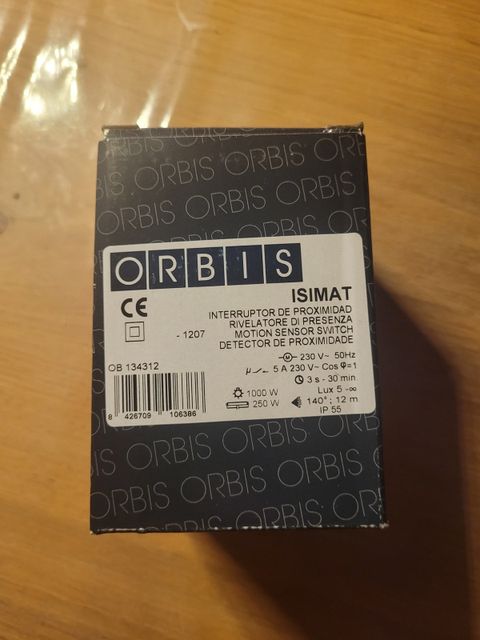 ORBIS ORBIS ORBIS
ORBIS ORBIS ORBIS
ORBIS
ISIMAT
CE
INTERRUPTOR DE PROXIMIDAD
RIVELATORE DI PRESENZA
- 1207 MOTION SENSOR SWITCH
DETECTOR DE PROXIMIDADE
M 230 V~ 50Hz
OB 134312
μ 5 A 230 V~ Cos φ=1
3 s - 30 min
1000 W Lux 5 -∞
250 W 140° ; 12 m
IP 55
8 426709 106386
ORBIS ORBIS ORBIS
ORBIS ORBIS ORBIS